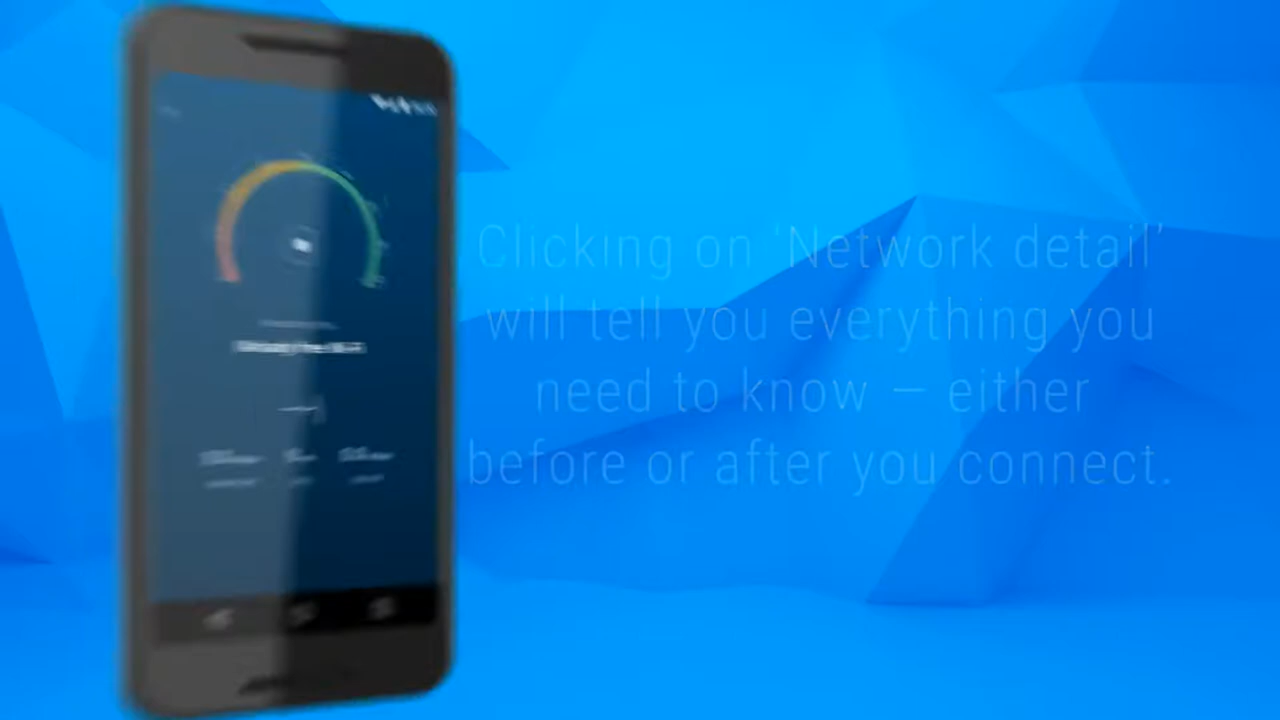 Clicking on 'Network detail'
will tell you everything you
need to know – either
before or after you connect.